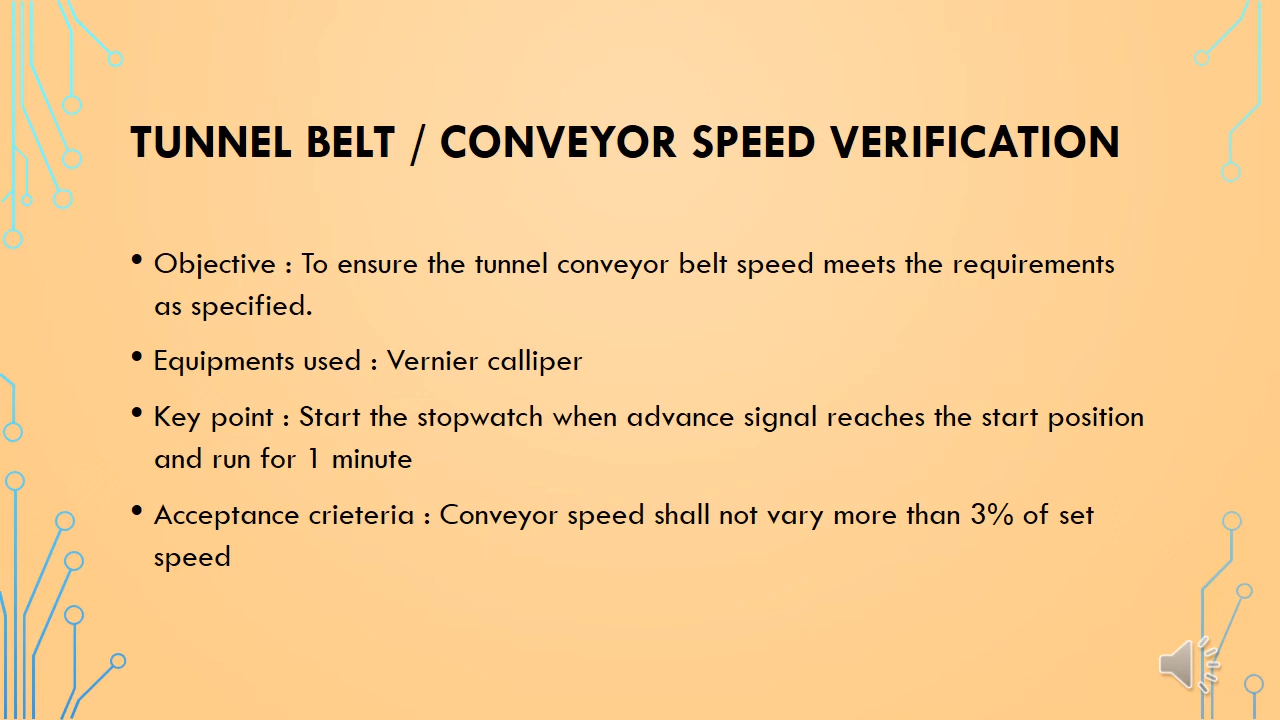 TUNNEL BELT / CONVEYOR SPEED VERIFICATION
• Objective : To ensure the tunnel conveyor belt speed meets the requirements
as specified.
• Equipments used : Vernier calliper
• Key point : Start the stopwatch when advance signal reaches the start position
and run for 1 minute
• Acceptance crieteria : Conveyor speed shall not vary more than 3% of set
speed